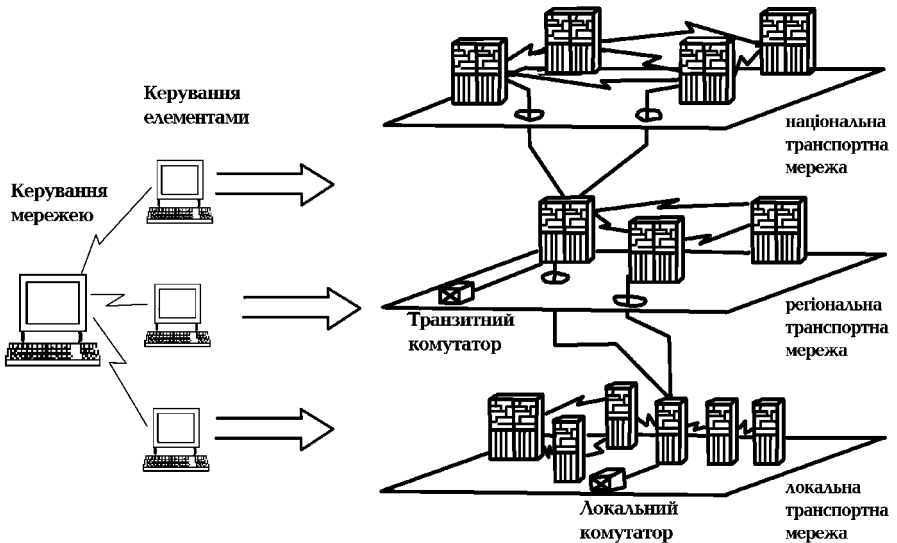 Керування
елементами
національна
транспортна
мережа
Керування
мережею
Транзитний
комутатор
регіональна
транспортна
мережа
Локальний
комутатор
локальна
транспортна
мережа